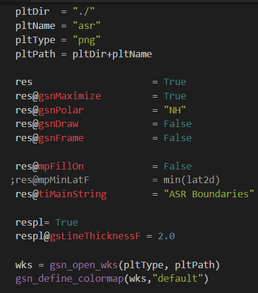 pltDir = "./"
pltName = "asr"
pltType = "png"
pltPath = pltDir+pltName
res = True
res@gsnMaximize = True
res@gsnPolar = "NH"
res@gsnDraw = False
res@gsnFrame = False
res@mpFillOn = False
;res@mpMinLatF = min(lat2d)
res@tiMainString = "ASR Boundaries"
respl= True
respl@gsLineThicknessF = 2.0
wks = gsn_open_wks(pltType, pltPath)
gsn_define_colormap(wks,"default")